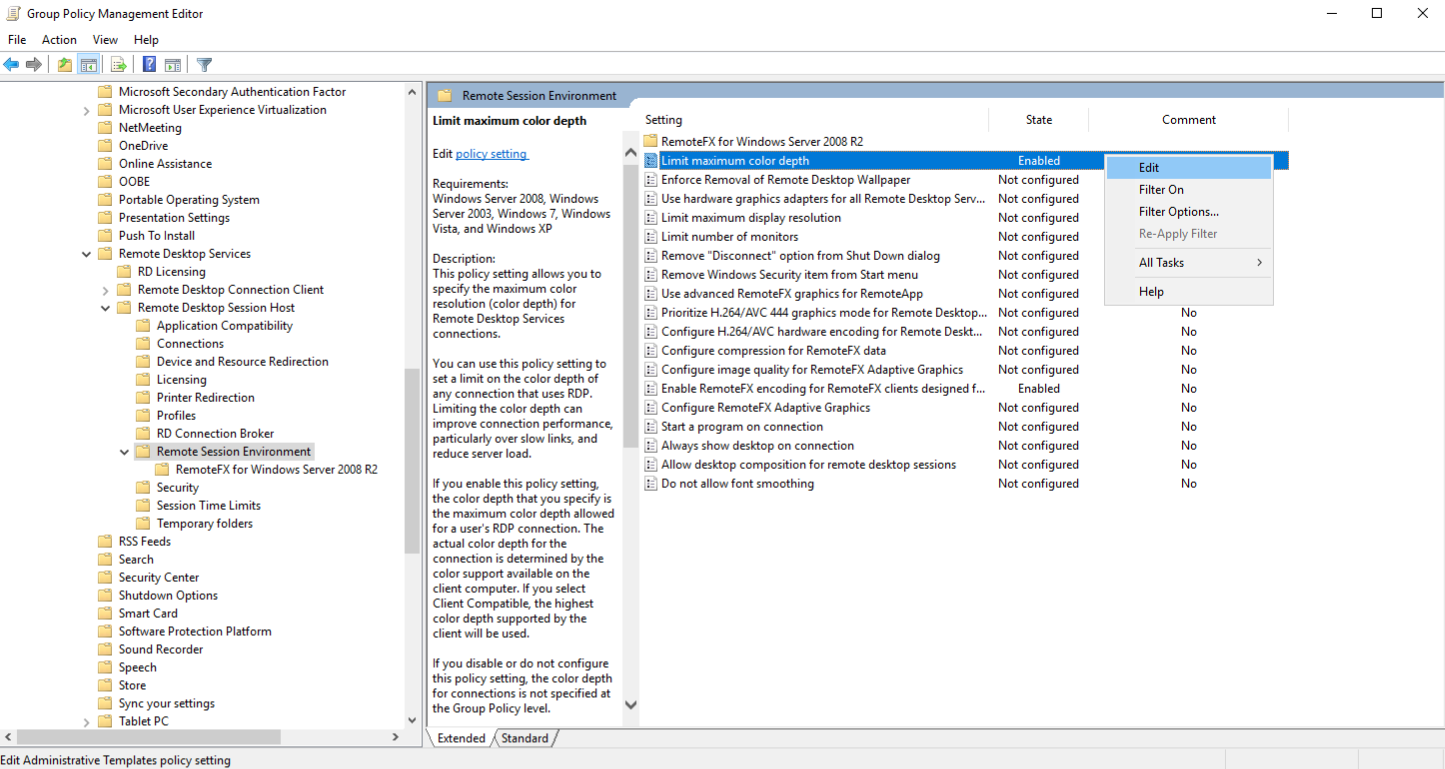 Group Policy Management Editor
File Action View Help
Microsoft Secondary Authentication Factor
Microsoft User Experience Virtualization
NetMeeting
OneDrive
Online Assistance
OOBE
Portable Operating System
Presentation Settings
Push To Install
Remote Desktop Services
RD Licensing
Remote Desktop Connection Client
Remote Desktop Session Host
Application Compatibility
Connections
Device and Resource Redirection
Licensing
Printer Redirection
Profiles
RD Connection Broker
Remote Session Environment
RemoteFX for Windows Server 2008 R2
Security
Session Time Limits
Temporary folders
RSS Feeds
Search
Security Center
Shutdown Options
Smart Card
Software Protection Platform
Sound Recorder
Speech
Store
Sync your settings
Tablet PC
Remote Session Environment
Limit maximum color depth
Edit policy setting
Requirements:
Windows Server 2008, Windows
Server 2003, Windows 7, Windows
Vista, and Windows XP
Description:
This policy setting allows you to
specify the maximum color
resolution (color depth) for
Remote Desktop Services
connections.
You can use this policy setting to
set a limit on the color depth of
any connection that uses RDP.
Limiting the color depth can
improve connection performance,
particularly over slow links, and
reduce server load.
If you enable this policy setting,
the color depth that you specify is
the maximum color depth allowed
for a user's RDP connection. The
actual color depth for the
connection is determined by the
color support available on the
client computer. If you select
Client Compatible, the highest
color depth supported by the
client will be used.
If you disable or do not configure
this policy setting, the color depth
for connections is not specified at
the Group Policy level.
Setting State Comment
RemoteFX for Windows Server 2008 R2
Limit maximum color depth Enabled
Enforce Removal of Remote Desktop Wallpaper Not configured
Use hardware graphics adapters for all Remote Desktop Serv... Not configured
Limit maximum display resolution Not configured
Limit number of monitors Not configured
Remove "Disconnect" option from Shut Down dialog Not configured
Remove Windows Security item from Start menu Not configured
Use advanced RemoteFX graphics for RemoteApp Not configured
Prioritize H.264/AVC 444 graphics mode for Remote Desktop... Not configured No
Configure H.264/AVC hardware encoding for Remote Deskt... Not configured No
Configure compression for RemoteFX data Not configured No
Configure image quality for RemoteFX Adaptive Graphics Not configured No
Enable RemoteFX encoding for RemoteFX clients designed f... Enabled No
Configure RemoteFX Adaptive Graphics Not configured No
Start a program on connection Not configured No
Always show desktop on connection Not configured No
Allow desktop composition for remote desktop sessions Not configured No
Do not allow font smoothing Not configured No
Edit
Filter On
Filter Options...
Re-Apply Filter
All Tasks
Help
Extended Standard
Edit Administrative Templates policy setting